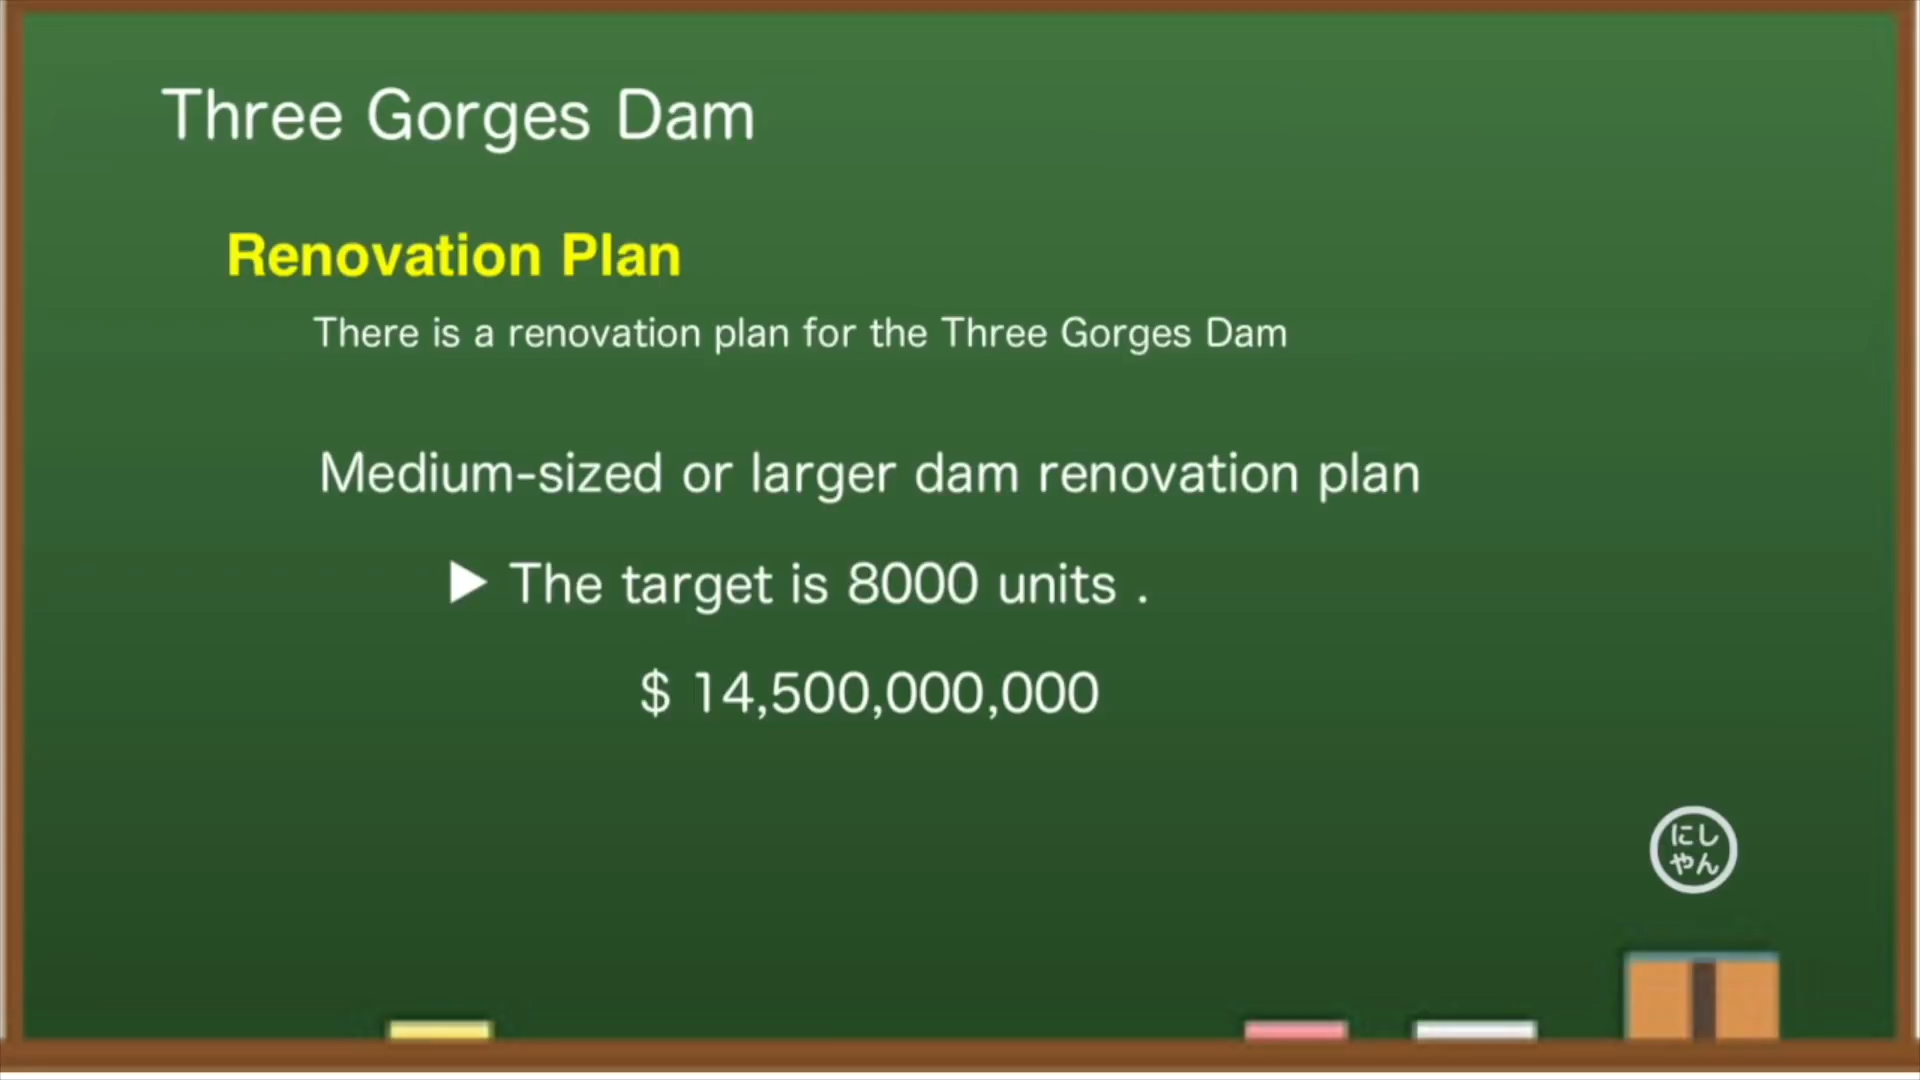 Three Gorges Dam
Renovation Plan
There is a renovation plan for the Three Gorges Dam
Medium-sized or larger dam renovation plan
▶ The target is 8000 units .
$ 14,500,000,000
にし
やん